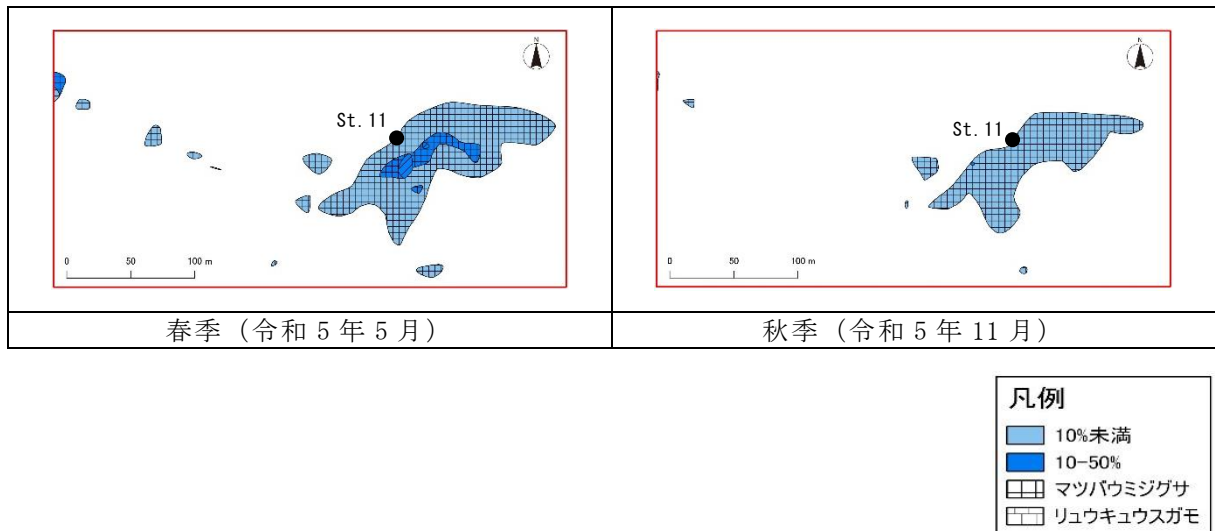 N
St. 11
0 50 100 m
N
St. 11
0 50 100 m
春季（令和 5 年 5 月）
秋季（令和 5 年 11 月）
凡例
10%未満
10-50%
マツバウミジグサ
リュウキュウスガモ